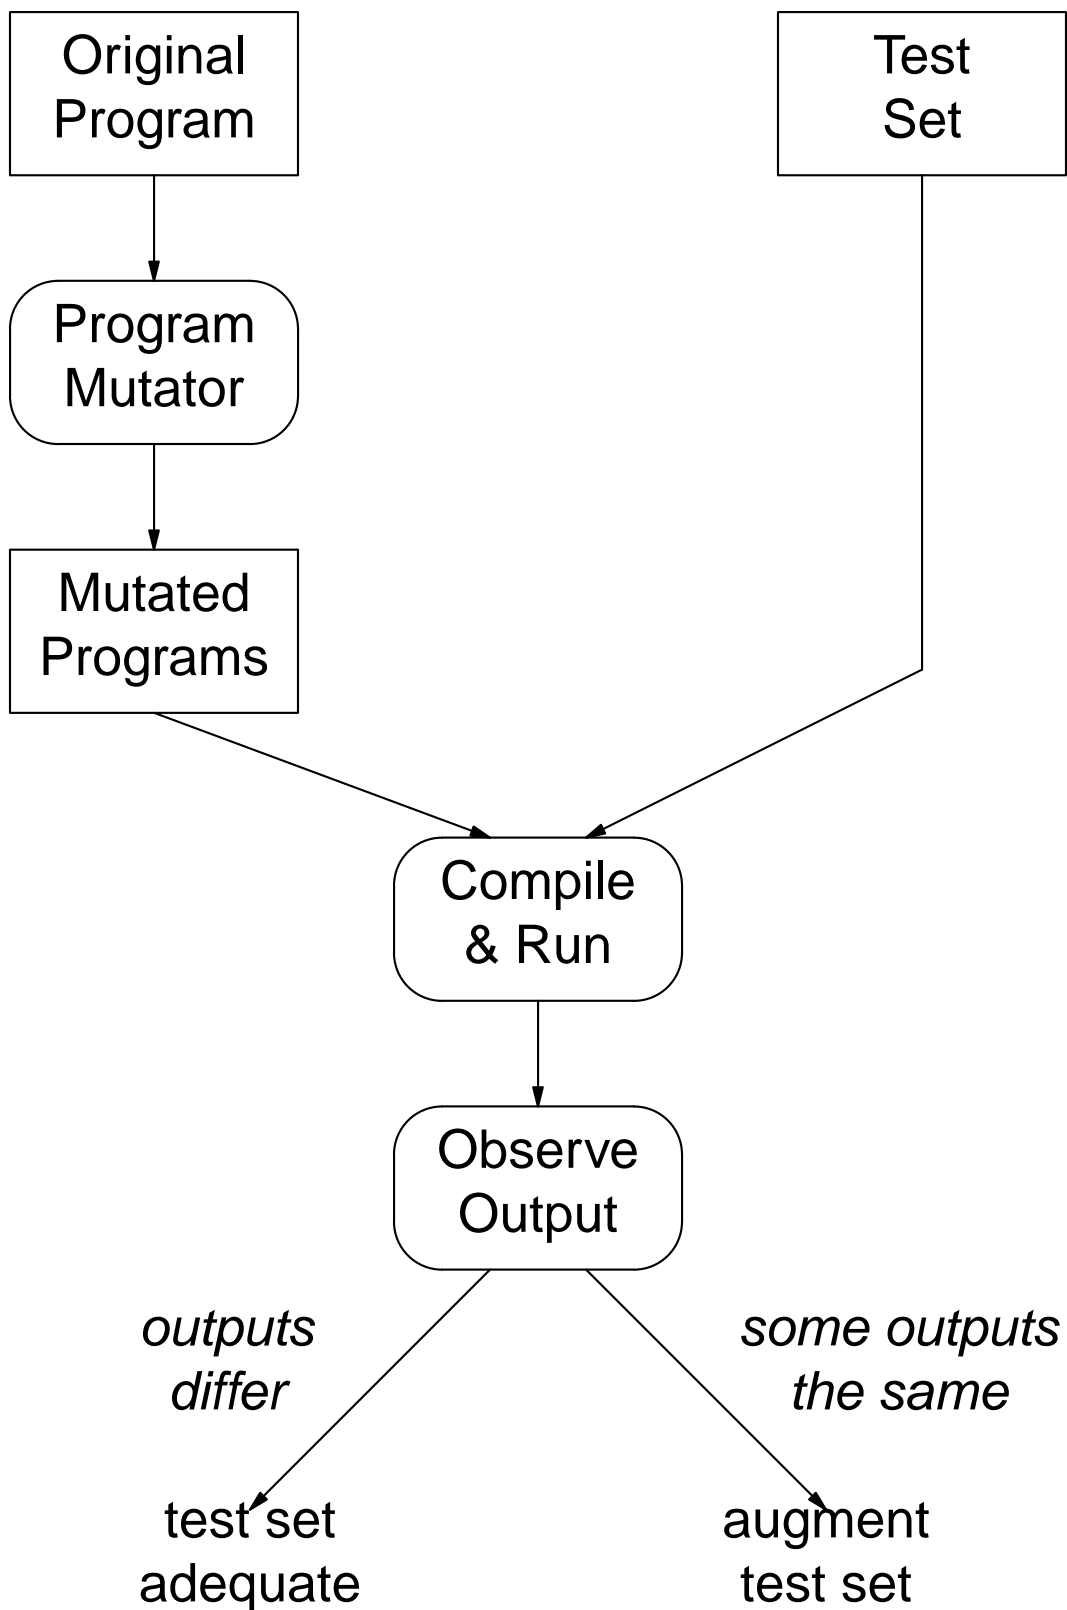 Original
Program
Test
Set
Program
Mutator
Mutated
Programs
Compile
& Run
Observe
Output
outputs
differ
some outputs
the same
test set
adequate
augment
test set